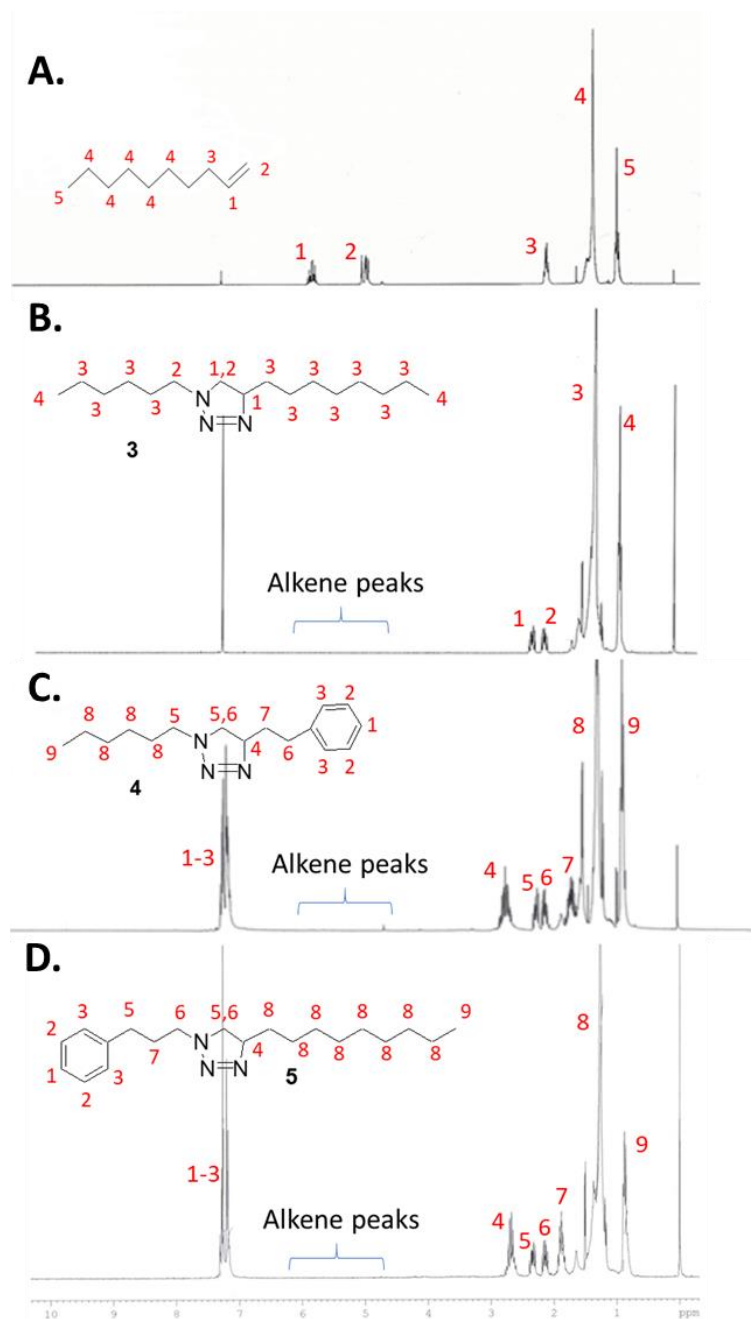 A.
4
4 4 4 3
5 4 4 4 1 2
5
1 2 3
B.
3 3 2 1,2 3 3 3 3
4 3 3 N 1 3 3 3 4
N=N
3
3
4
Alkene peaks
1 2
C.
8 8 5 5,6 7 3 2
9 8 8 N 4 6 1
N=N 3 2
4
8
9
1-3
Alkene peaks
4 5 6 7
D.
3 5 6 5,6 8 8 8 8 9
2 7 N 4 8 8 8 8
1 3 N=N
2 5
8
9
1-3
Alkene peaks
4 5 6 7
10 9 8 7 6 5 4 3 2 1 ppm